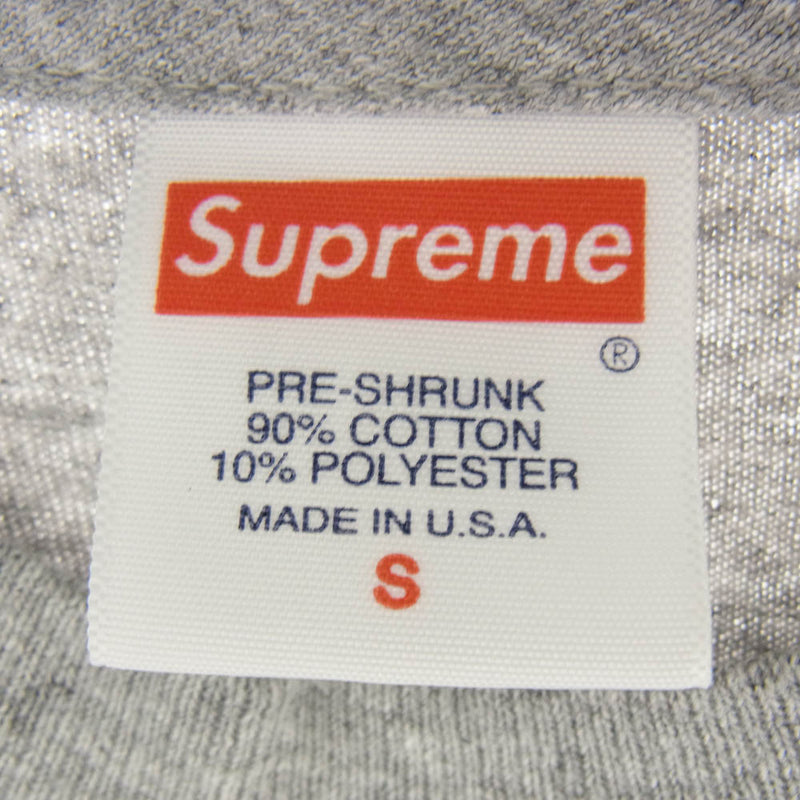 Supreme
®
PRE-SHRUNK
90% COTTON
10% POLYESTER
MADE IN U.S.A.
S